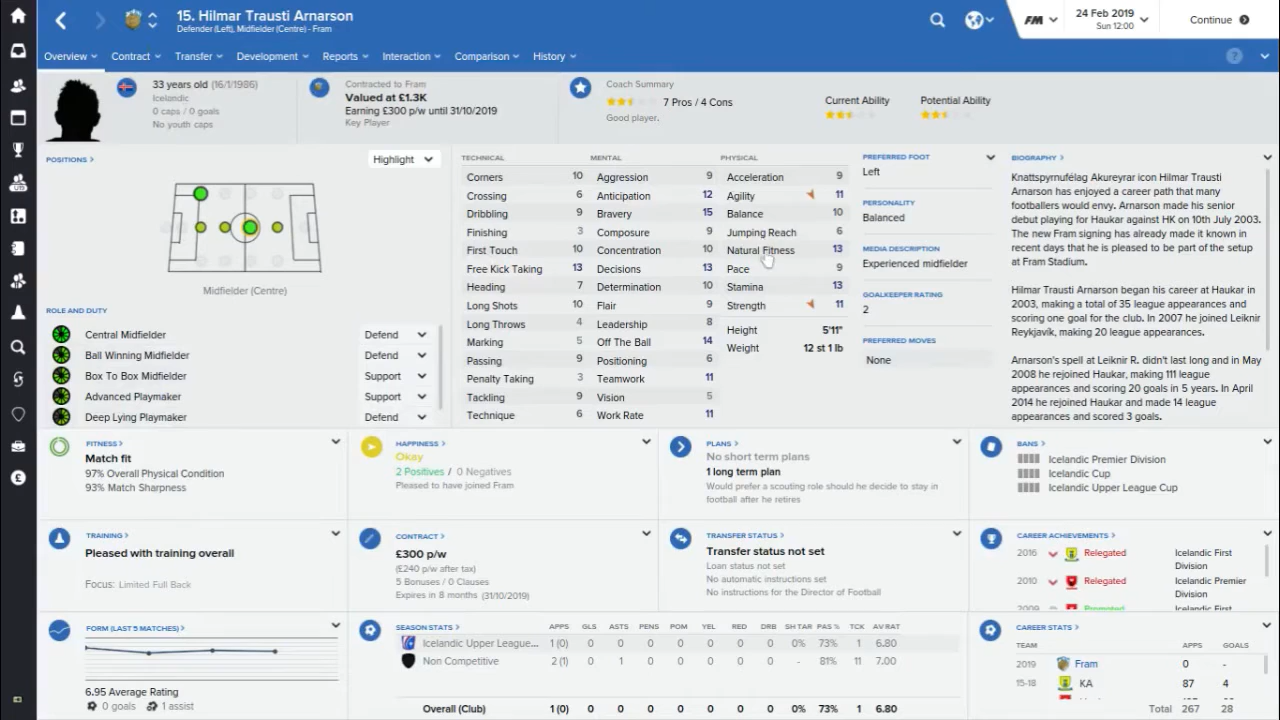 15. Hilmar Trausti Arnarson
Defender (Left), Midfielder (Centre) - Fram
FM
24 Feb 2019
Sun 12:00
Continue
Overview
Contract
Transfer
Development
Reports
Interaction
Comparison
History
?
33 years old (16/1/1986)
Icelandic
0 caps / 0 goals
No youth caps
Contracted to Fram
Valued at £1.3K
Earning £300 p/w until 31/10/2019
Key Player
Coach Summary
7 Pros / 4 Cons
Good player.
Current Ability
Potential Ability
POSITIONS >
Highlight
Midfielder (Centre)
ROLE AND DUTY
Central Midfielder Defend
Ball Winning Midfielder Defend
Box To Box Midfielder Support
Advanced Playmaker Support
Deep Lying Playmaker Defend
TECHNICAL MENTAL PHYSICAL
Corners 10 Aggression 9 Acceleration 9
Crossing 6 Anticipation 12 Agility 11
Dribbling 9 Bravery 15 Balance 10
Finishing 3 Composure 9 Jumping Reach 6
First Touch 10 Concentration 10 Natural Fitness 13
Free Kick Taking 13 Decisions 13 Pace 9
Heading 7 Determination 10 Stamina 13
Long Shots 10 Flair 9 Strength 11
Long Throws 4 Leadership 8 Height 5'11"
Marking 5 Off The Ball 14 Weight 12 st 1 lb
Passing 9 Positioning 6
Penalty Taking 3 Teamwork 11
Tackling 9 Vision 5
Technique 6 Work Rate 11
PREFERRED FOOT
Left
PERSONALITY
Balanced
MEDIA DESCRIPTION
Experienced midfielder
GOALKEEPER RATING
2
PREFERRED MOVES
None
BIOGRAPHY >
Knattspyrnufélag Akureyrar icon Hilmar Trausti
Arnarson has enjoyed a career path that many
footballers would envy. Arnarson made his senior
debut playing for Haukar against HK on 10th July 2003.
The new Fram signing has already made it known in
recent days that he is pleased to be part of the setup
at Fram Stadium.
Hilmar Trausti Arnarson began his career at Haukar in
2003, making a total of 35 league appearances and
scoring one goal for the club. In 2007 he joined Leiknir
Reykjavík, making 20 league appearances.
Arnarson's spell at Leiknir R. didn't last long and in May
2008 he rejoined Haukar, making 111 league
appearances and scoring 20 goals in 5 years. In April
2014 he rejoined Haukar and made 14 league
appearances and scored 3 goals.
FITNESS >
Match fit
97% Overall Physical Condition
93% Match Sharpness
HAPPINESS >
Okay
2 Positives / 0 Negatives
Pleased to have joined Fram
PLANS >
No short term plans
1 long term plan
Would prefer a scouting role should he decide to stay in
football after he retires
BANS >
Icelandic Premier Division
Icelandic Cup
Icelandic Upper League Cup
TRAINING >
Pleased with training overall
Focus: Limited Full Back
CONTRACT >
£300 p/w
(£240 p/w after tax)
5 Bonuses / 0 Clauses
Expires in 8 months (31/10/2019)
TRANSFER STATUS >
Transfer status not set
Loan status not set
No automatic instructions set
No instructions for the Director of Football
CAREER ACHIEVEMENTS >
2016 Relegated Icelandic First
Division
2010 Relegated Icelandic Premier
Division
FORM (LAST 5 MATCHES) >
6.95 Average Rating
0 goals 1 assist
SEASON STATS > APPS GLS ASTS PENS POM YEL RED DRB SH TAR PAS % TCK AV RAT
Icelandic Upper League... 1 (0) 0 0 0 0 0 0 0 0% 73% 1 6.80
Non Competitive 2 (1) 0 1 0 0 0 0 0 - 81% 11 7.00
Overall (Club) 1 (0) 0 0 0 0 0 0 0 0% 73% 1 6.80
CAREER STATS >
TEAM APPS GOALS
2019 Fram 0 -
15-18 KA 87 4
Total 267 28